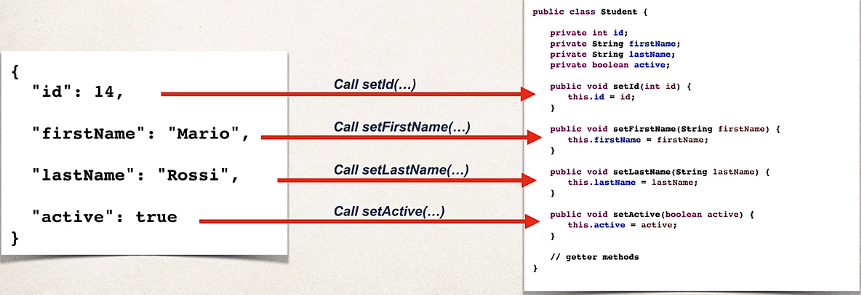 {
"id": 14,
"firstName": "Mario",
"lastName": "Rossi",
"active": true
}
Call setId(…)
Call setFirstName(…)
Call setLastName(…)
Call setActive(…)
public class Student {
private int id;
private String firstName;
private String lastName;
private boolean active;
public void setId(int id) {
this.id = id;
}
public void setFirstName(String firstName) {
this.firstName = firstName;
}
public void setLastName(String lastName) {
this.lastName = lastName;
}
public void setActive(boolean active) {
this.active = active;
}
// getter methods
}